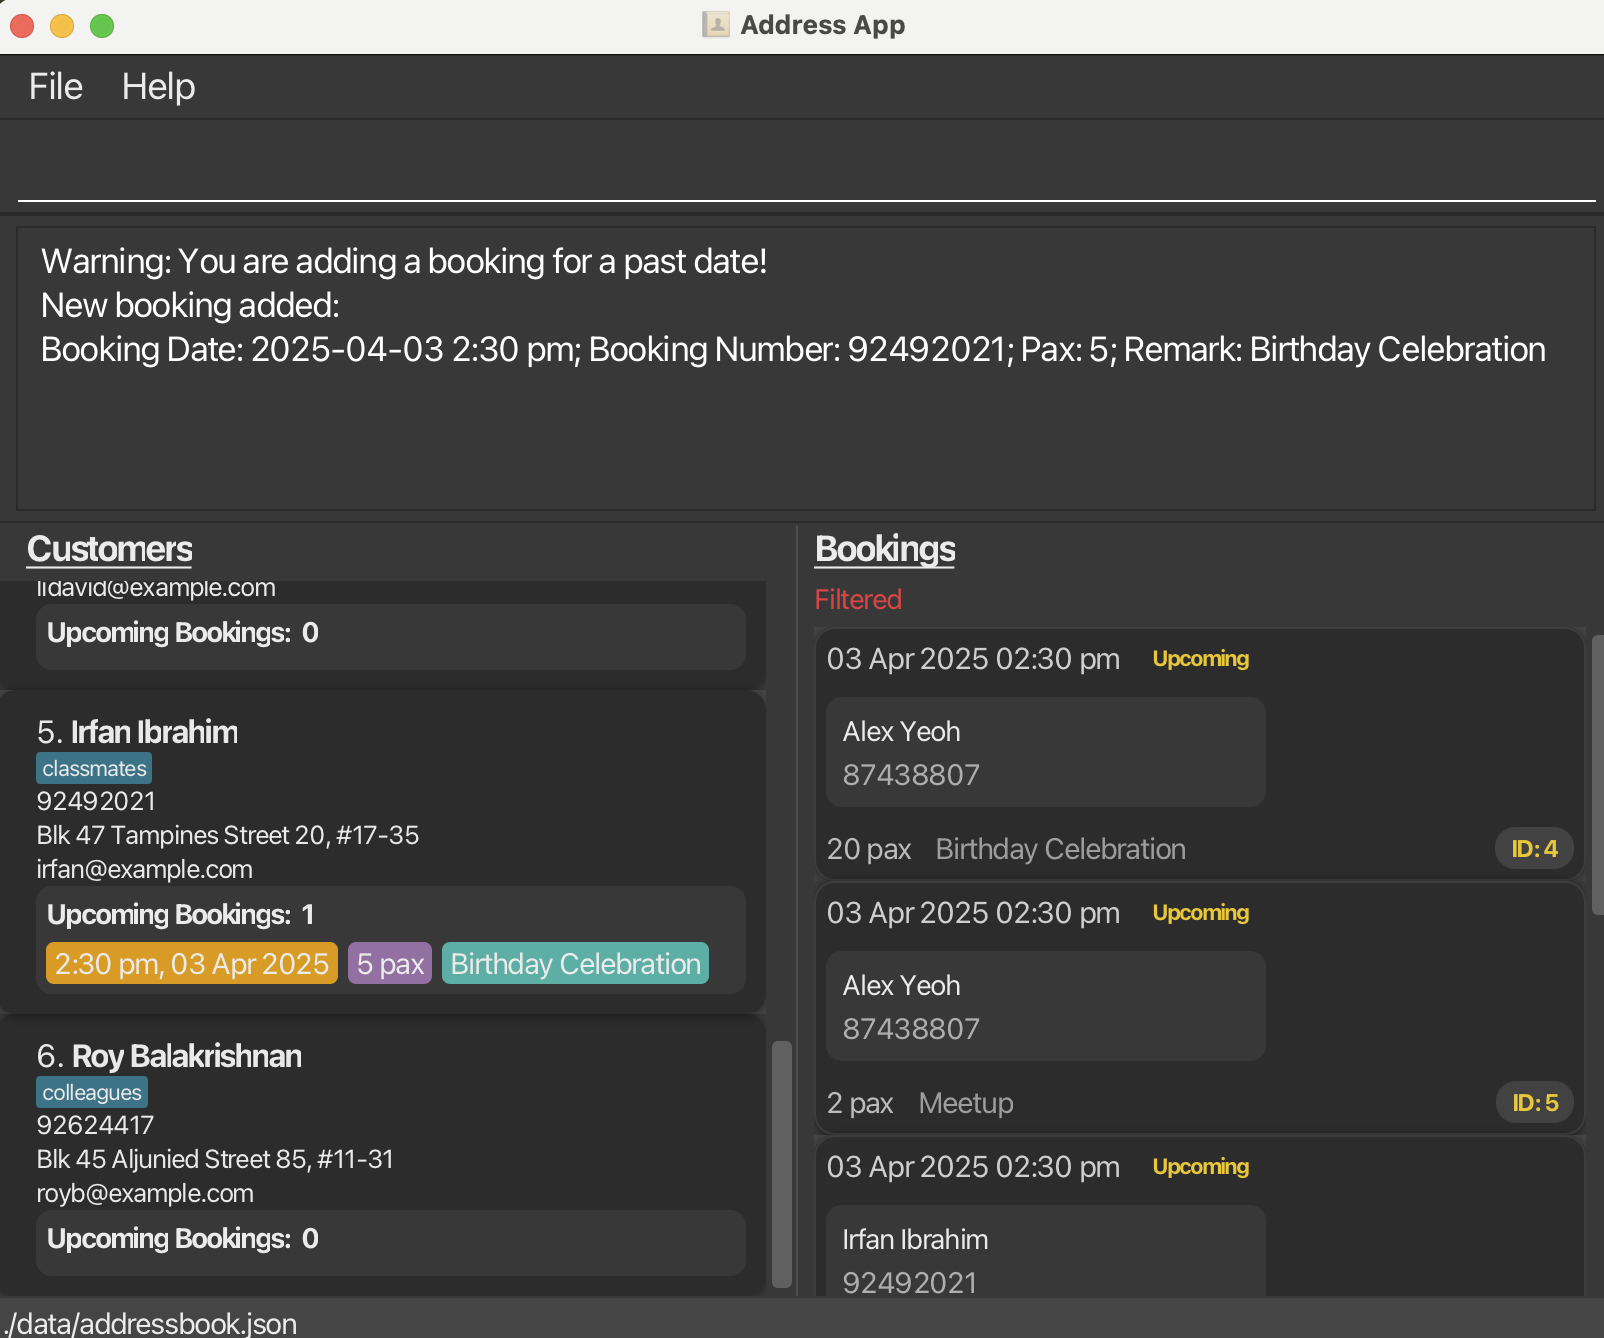 Address App
File Help
Warning: You are adding a booking for a past date!
New booking added:
Booking Date: 2025-04-03 2:30 pm; Booking Number: 92492021; Pax: 5; Remark: Birthday Celebration
Customers
lidavid@example.com
Upcoming Bookings: 0
5. Irfan Ibrahim
classmates
92492021
Blk 47 Tampines Street 20, #17-35
irfan@example.com
Upcoming Bookings: 1
2:30 pm, 03 Apr 2025 5 pax Birthday Celebration
6. Roy Balakrishnan
colleagues
92624417
Blk 45 Aljunied Street 85, #11-31
royb@example.com
Upcoming Bookings: 0
Bookings
Filtered
03 Apr 2025 02:30 pm Upcoming
Alex Yeoh
87438807
20 pax Birthday Celebration ID: 4
03 Apr 2025 02:30 pm Upcoming
Alex Yeoh
87438807
2 pax Meetup ID: 5
03 Apr 2025 02:30 pm Upcoming
Irfan Ibrahim
92492021
./data/addressbook.json